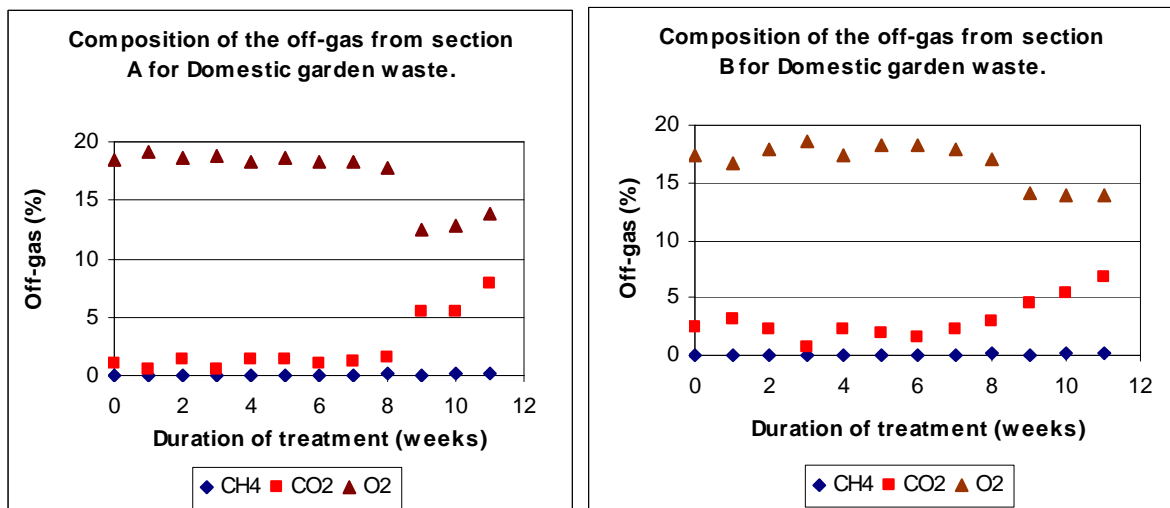 Composition of the off-gas from section
A for Domestic garden waste.
20
15
10
5
0
0 2 4 6 8 10 12
Off-gas (%)
Duration of treatment (weeks)
CH4 CO2 O2
Composition of the off-gas from section
B for Domestic garden waste.
20
15
10
5
0
0 2 4 6 8 10 12
Off-gas (%)
Duration of treatment (weeks)
CH4 CO2 O2